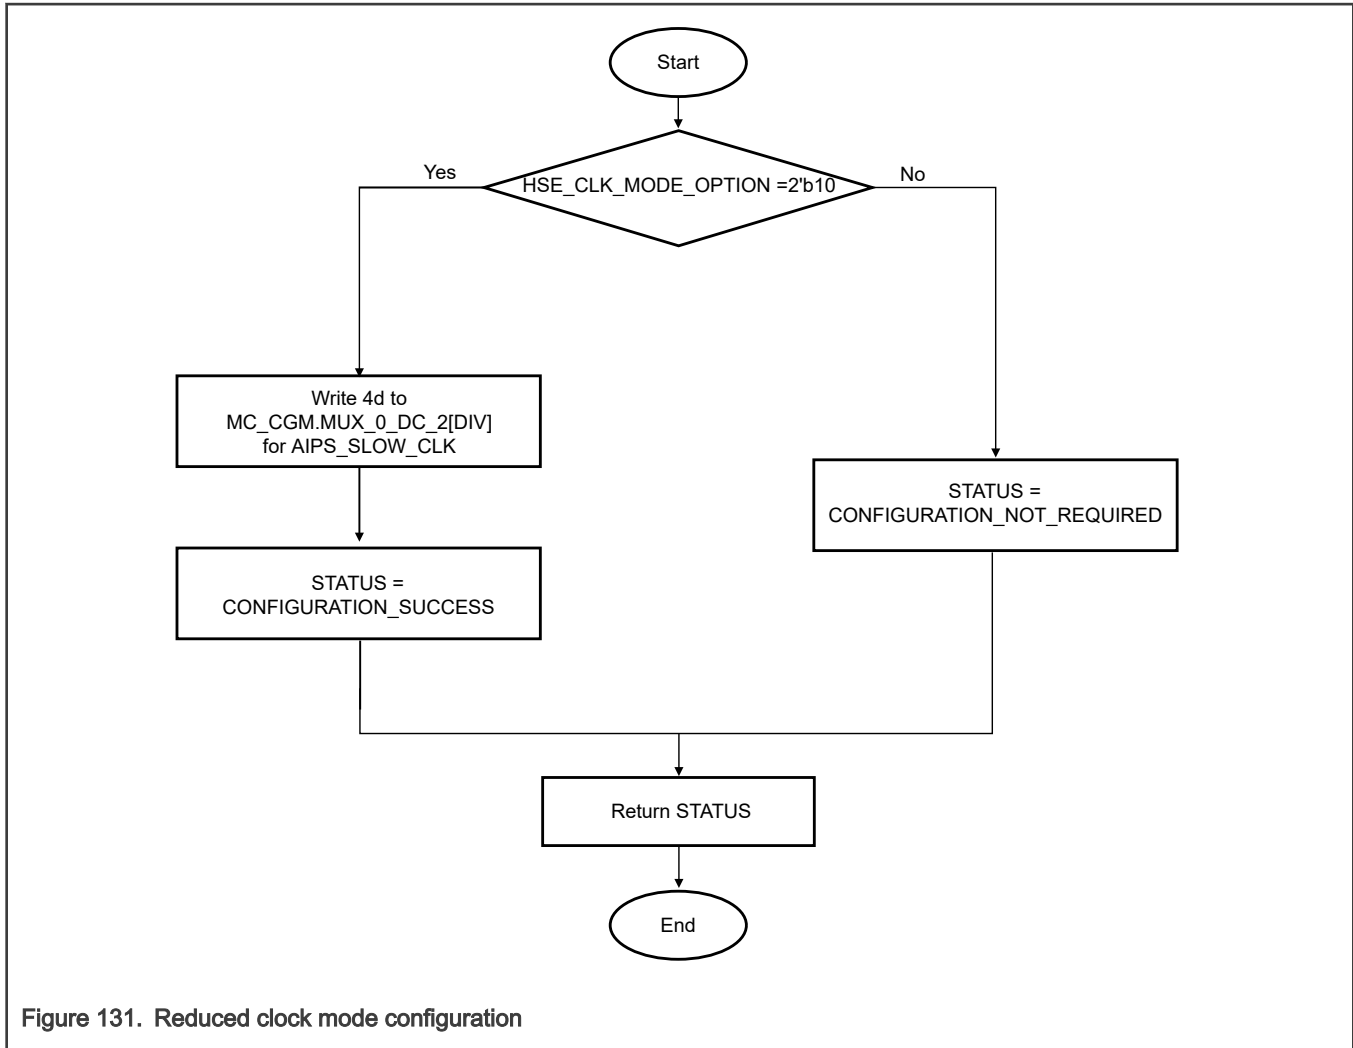 Start
Yes
HSE_CLK_MODE_OPTION =2'b10
No
Write 4d to
MC_CGM.MUX_0_DC_2[DIV]
for AIPS_SLOW_CLK
STATUS =
CONFIGURATION_NOT_REQUIRED
STATUS =
CONFIGURATION_SUCCESS
Return STATUS
End
Figure 131. Reduced clock mode configuration